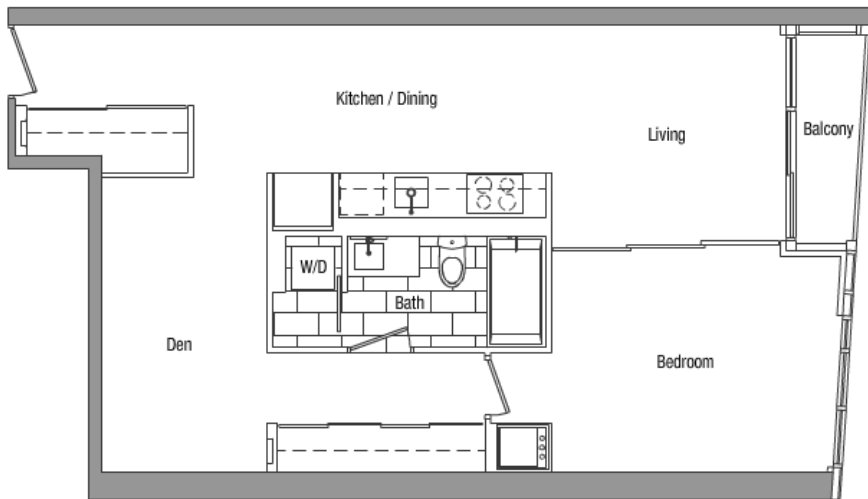 Kitchen / Dining
Living
Balcony
W/D
Bath
Den
Bedroom